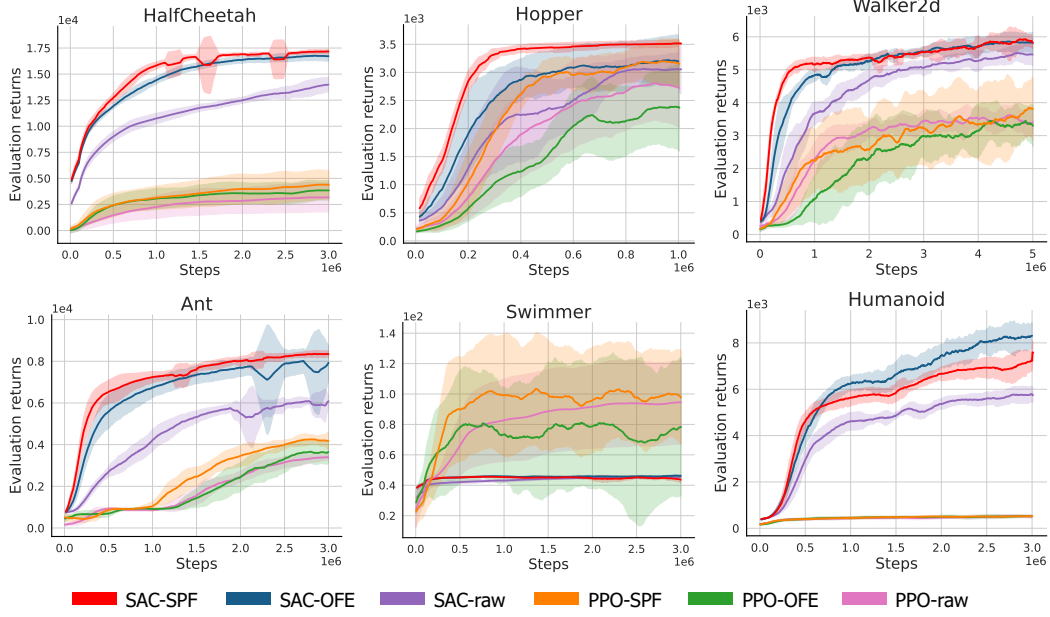 HalfCheetah
1e4
Evaluation returns
1.75
1.50
1.25
1.00
0.75
0.50
0.25
0.00
0.0 0.5 1.0 1.5 2.0 2.5 3.0
Steps
1e6
Hopper
1e3
Evaluation returns
3.5
3.0
2.5
2.0
1.5
1.0
0.5
0.0
0.0 0.2 0.4 0.6 0.8 1.0
Steps
1e6
Walker2d
1e3
Evaluation returns
6
5
4
3
2
1
0
0 1 2 3 4 5
Steps
1e6
Ant
1e4
Evaluation returns
1.0
0.8
0.6
0.4
0.2
0.0
0.0 0.5 1.0 1.5 2.0 2.5 3.0
Steps
1e6
Swimmer
1e2
Evaluation returns
1.4
1.2
1.0
0.8
0.6
0.4
0.2
0.0 0.5 1.0 1.5 2.0 2.5 3.0
Steps
1e6
Humanoid
1e3
Evaluation returns
8
6
4
2
0
0.0 0.5 1.0 1.5 2.0 2.5 3.0
Steps
1e6
SAC-SPF SAC-OFE SAC-raw PPO-SPF PPO-OFE PPO-raw